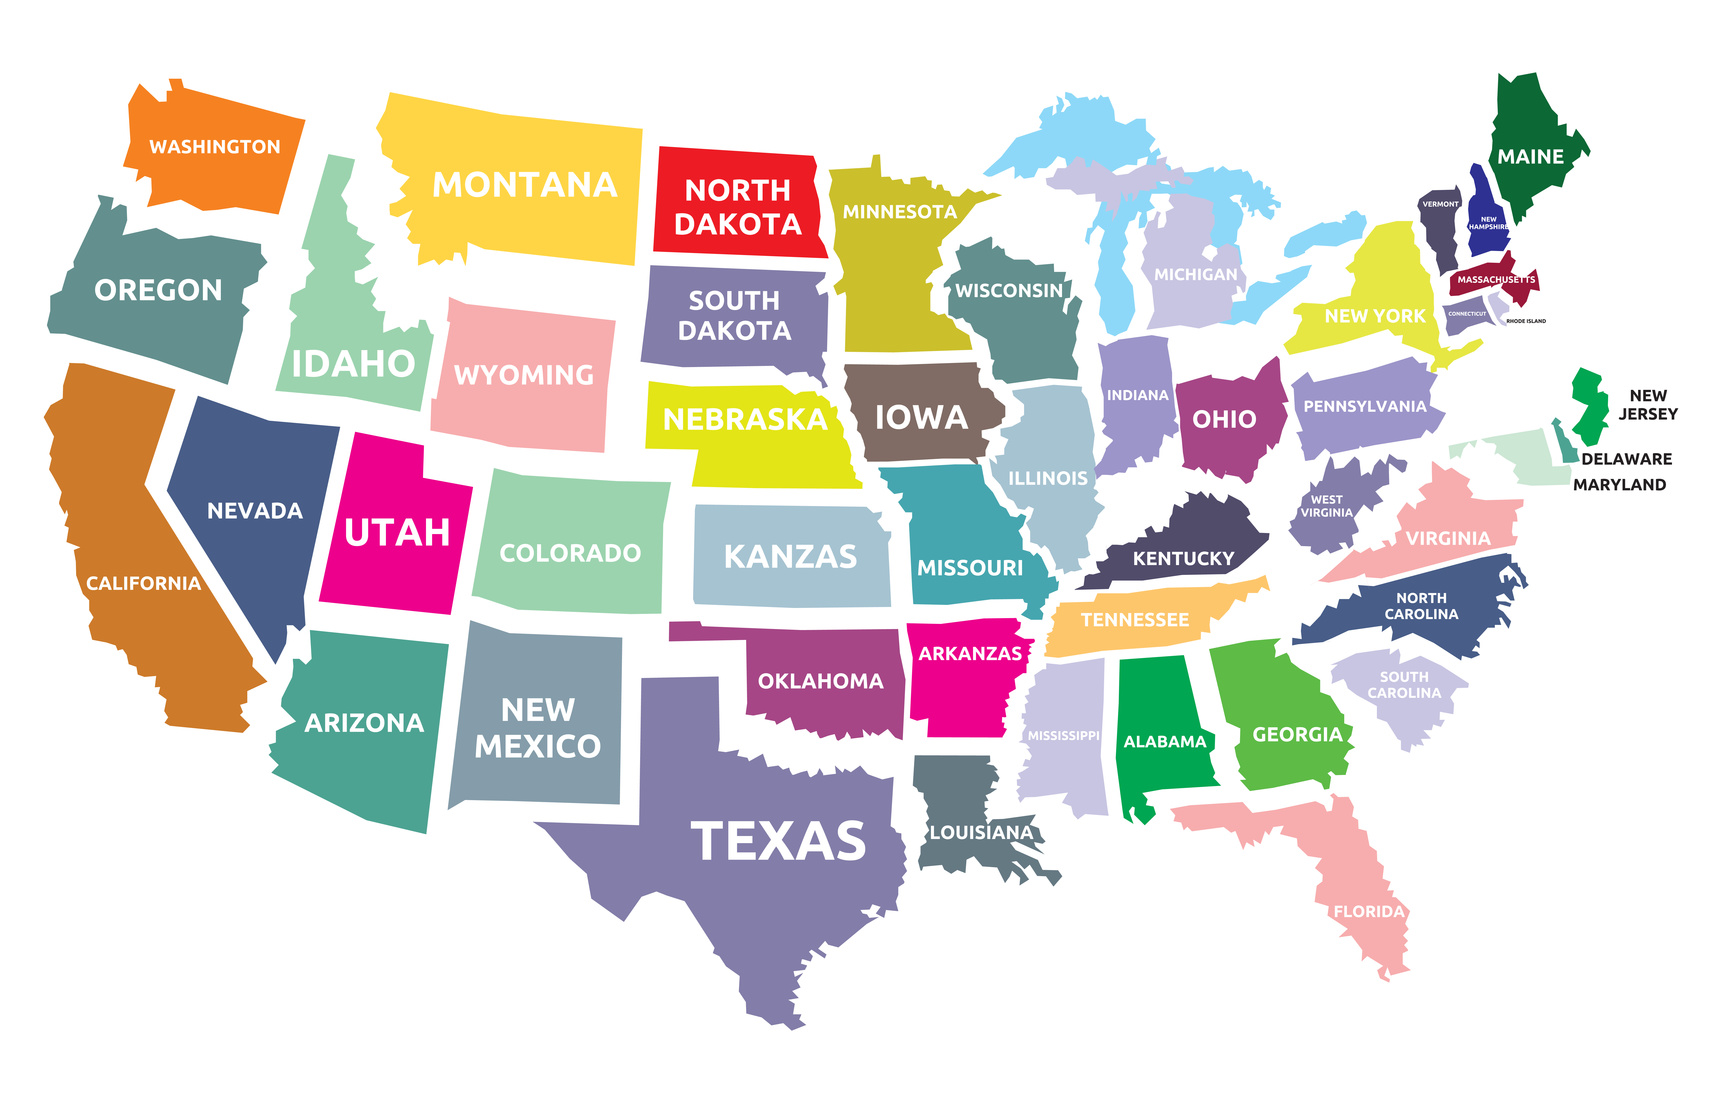 WASHINGTON
OREGON
CALIFORNIA
IDAHO
NEVADA
MONTANA
WYOMING
UTAH
COLORADO
ARIZONA
NEW
MEXICO
NORTH
DAKOTA
SOUTH
DAKOTA
NEBRASKA
KANZAS
OKLAHOMA
TEXAS
MINNESOTA
IOWA
MISSOURI
ARKANZAS
LOUISIANA
WISCONSIN
ILLINOIS
MICHIGAN
INDIANA
OHIO
KENTUCKY
TENNESSEE
MISSISSIPPI
ALABAMA
GEORGIA
FLORIDA
SOUTH
CAROLINA
NORTH
CAROLINA
VIRGINIA
WEST
VIRGINIA
PENNSYLVANIA
NEW YORK
VERMONT
NEW
HAMPSHIRE
MAINE
MASSACHUSETTS
CONNECTICUT
RHODE ISLAND
NEW
JERSEY
DELAWARE
MARYLAND